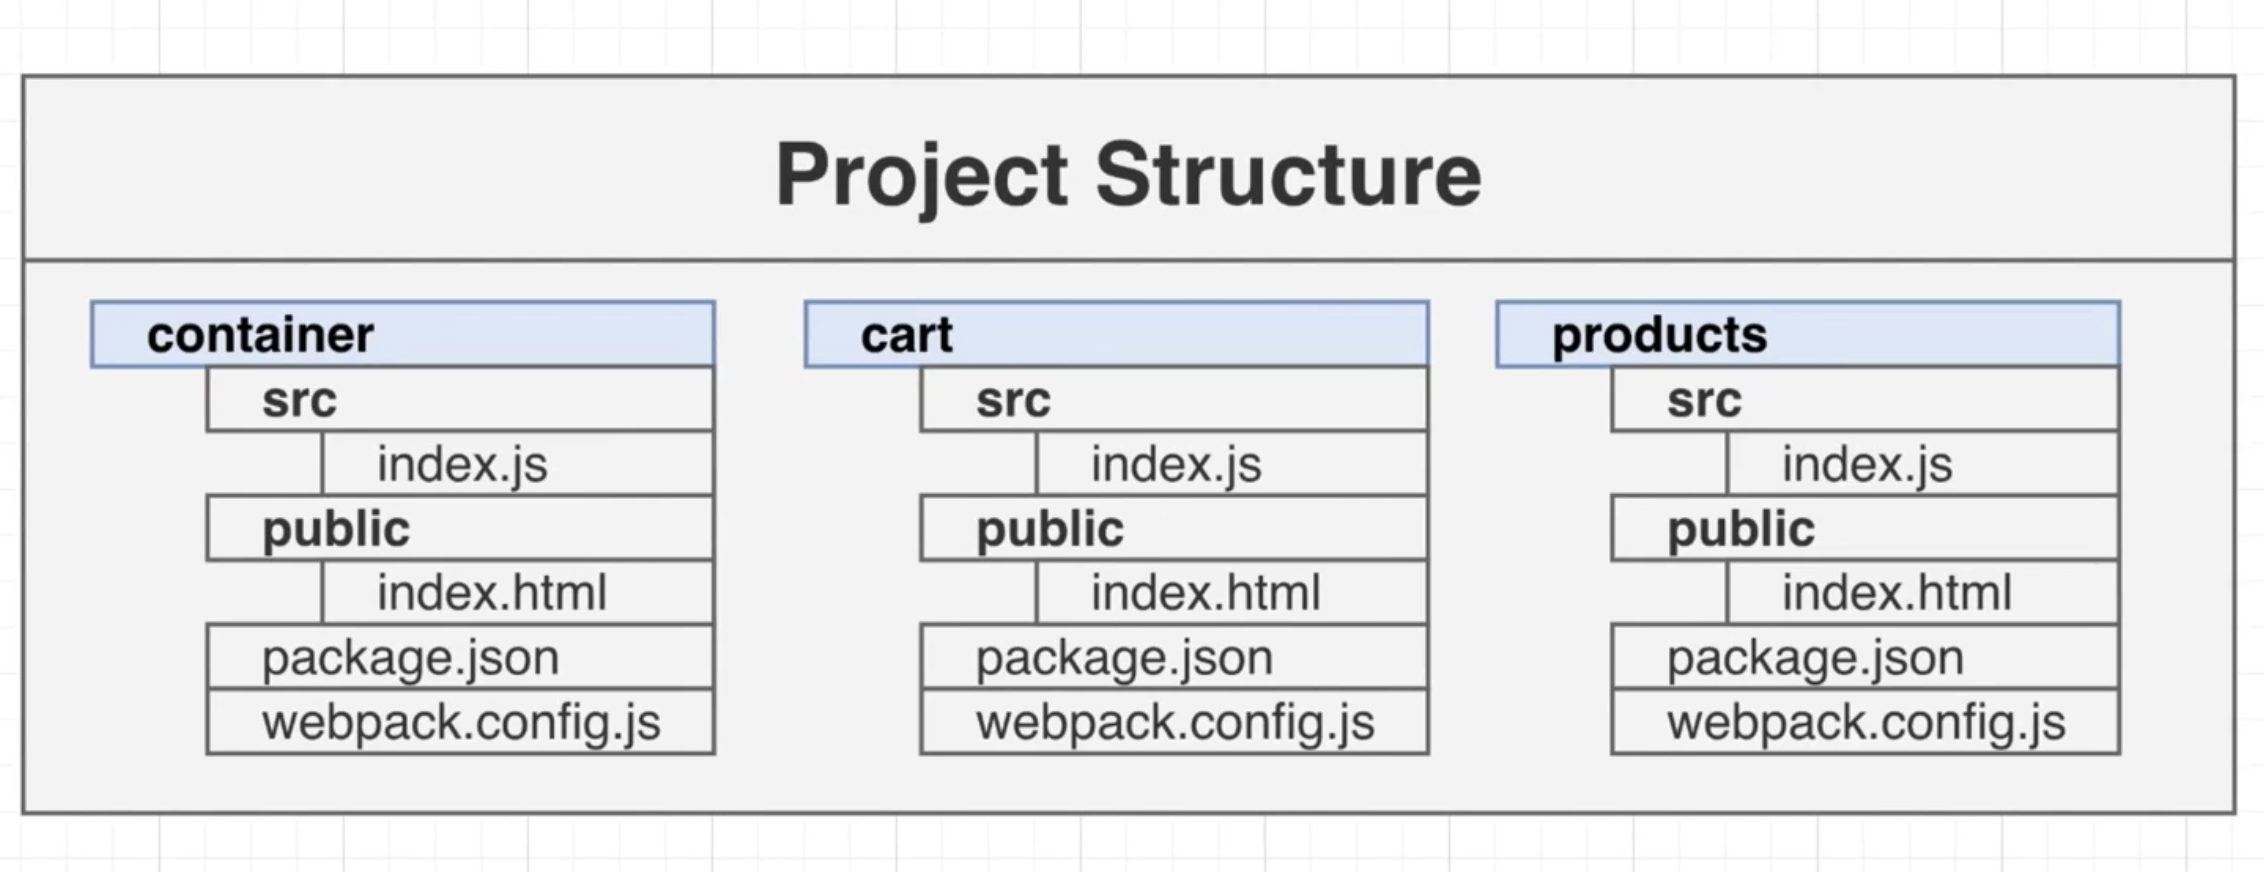 Project Structure
container
src
index.js
public
index.html
package.json
webpack.config.js
cart
src
index.js
public
index.html
package.json
webpack.config.js
products
src
index.js
public
index.html
package.json
webpack.config.js